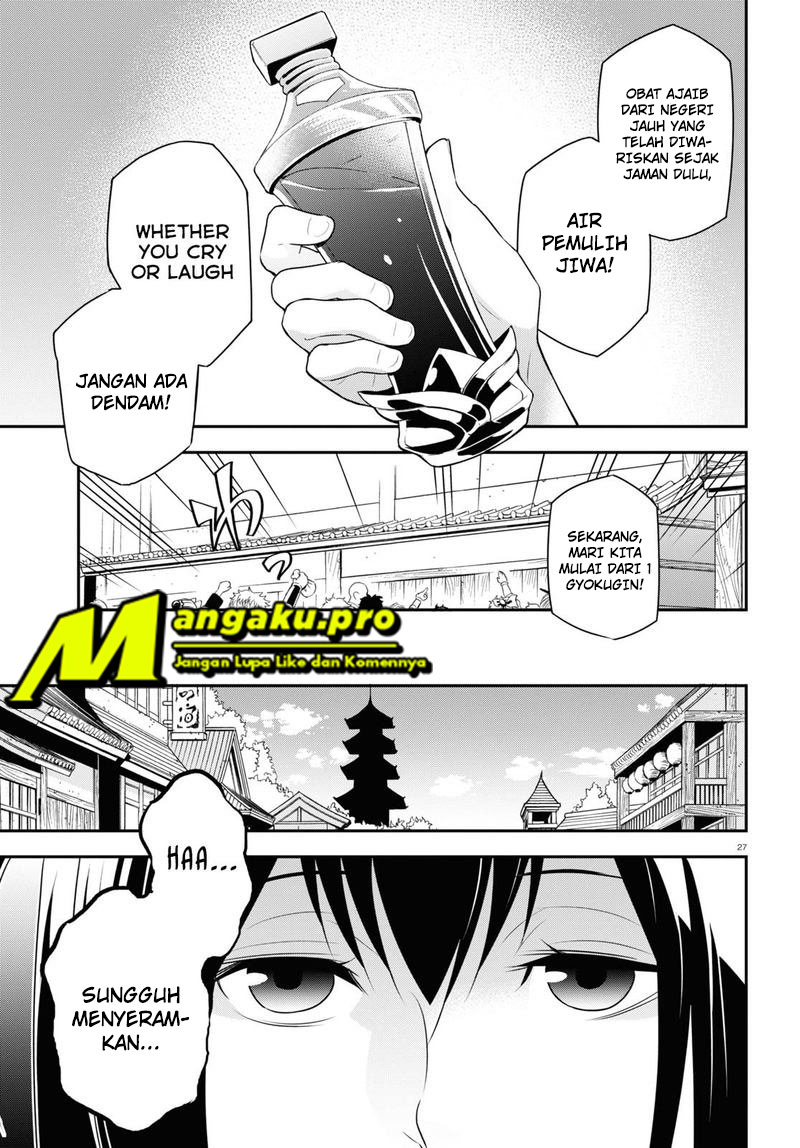 OBAT AJAIB
DARI NEGERI
JAUH YANG
TELAH DIWA-
RISKAN SEJAK
JAMAN DULU,
AIR
PEMULIH
JIWA!
WHETHER
YOU CRY
OR LAUGH
JANGAN ADA
DENDAM!
SEKARANG,
MARI KITA
MULAI DARI 1
GYOKUGIN!
わ
っ
Mangaku.pro
Jangan Lupa Like dan Komennya
27
HAA...
SUNGGUH
MENYERAM-
KAN...